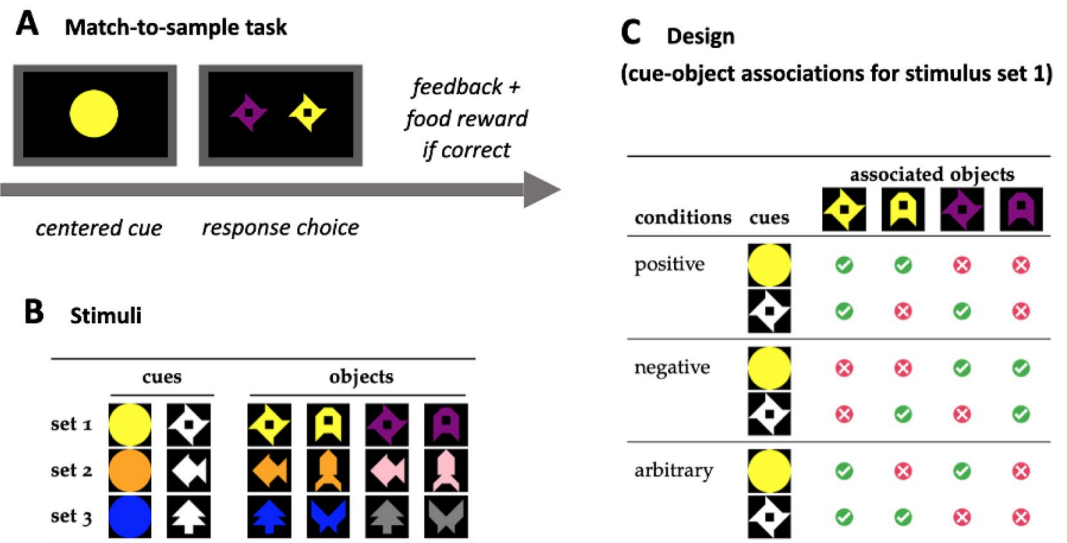 A Match-to-sample task
feedback +
food reward
if correct
centered cue response choice
B Stimuli
cues objects
set 1
set 2
set 3
C Design
(cue-object associations for stimulus set 1)
associated objects
conditions cues
positive
negative
arbitrary